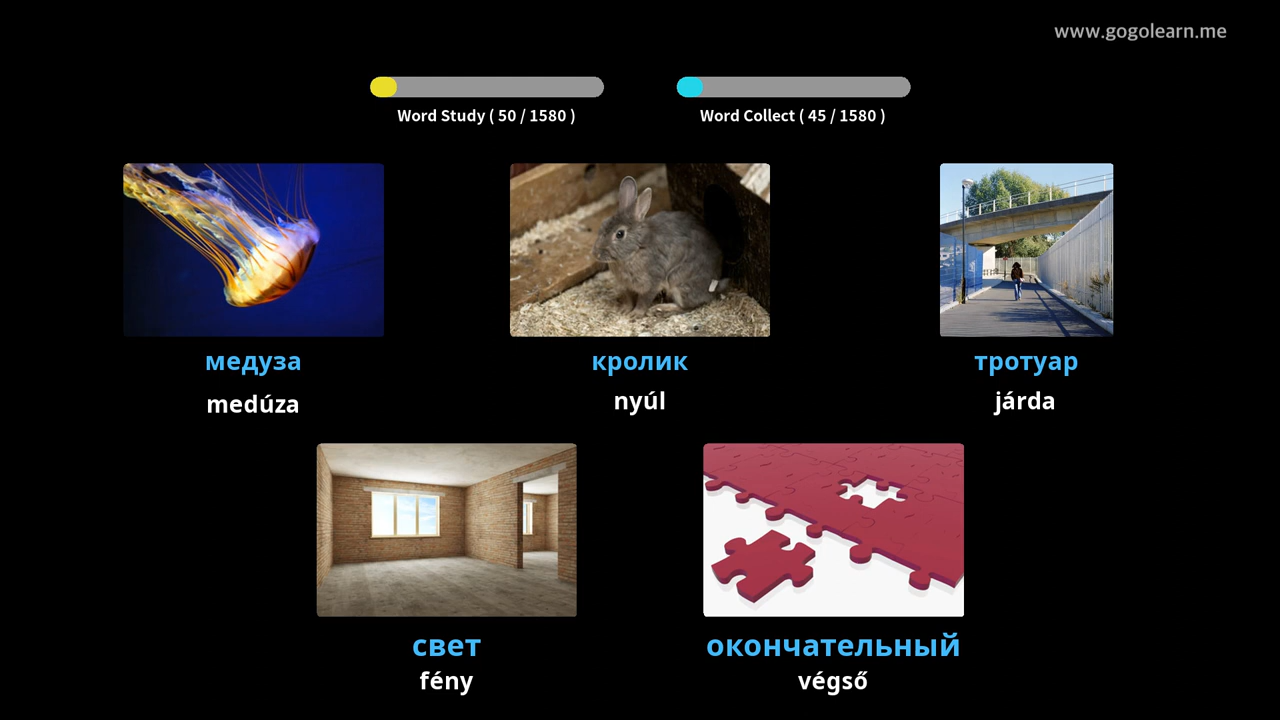 www.gogolearn.me
Word Study ( 50 / 1580 )
Word Collect ( 45 / 1580 )
медуза
medúza
кролик
nyúl
тротуар
járda
свет
fény
окончательный
végső